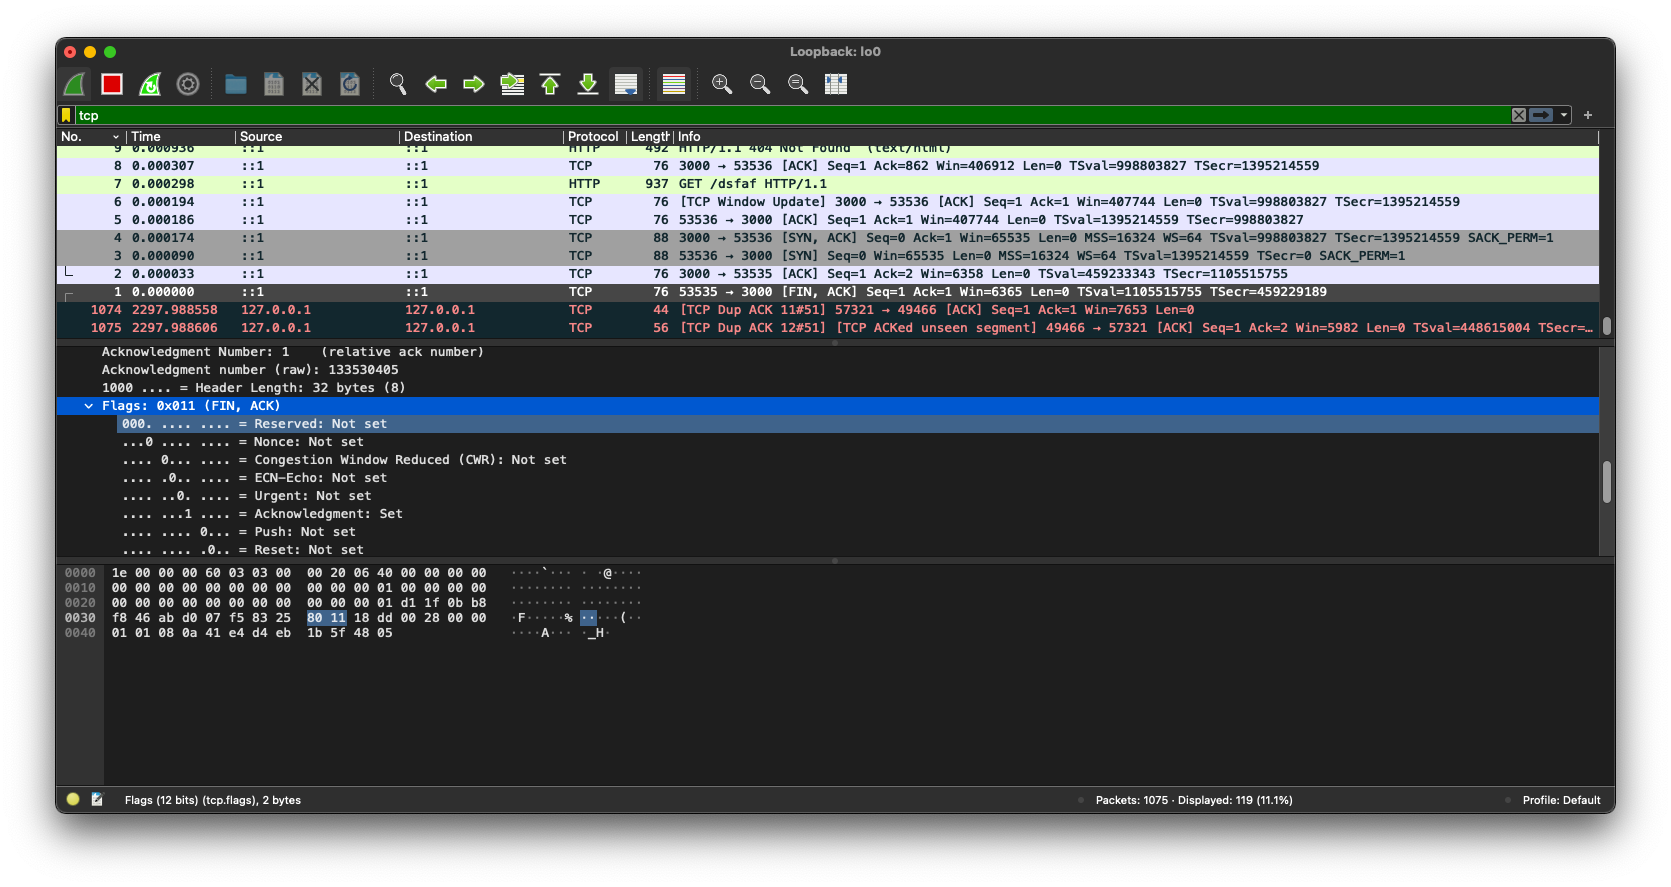 Loopback: lo0
tcp
No. Time Source Destination Protocol Length Info
9 0.000936 ::1 ::1 HTTP 492 HTTP/1.1 404 Not Found (text/html)
8 0.000307 ::1 ::1 TCP 76 3000 → 53536 [ACK] Seq=1 Ack=862 Win=406912 Len=0 TSval=998803827 TSecr=1395214559
7 0.000298 ::1 ::1 HTTP 937 GET /dsfaf HTTP/1.1
6 0.000194 ::1 ::1 TCP 76 [TCP Window Update] 3000 → 53536 [ACK] Seq=1 Ack=1 Win=407744 Len=0 TSval=998803827 TSecr=1395214559
5 0.000186 ::1 ::1 TCP 76 53536 → 3000 [ACK] Seq=1 Ack=1 Win=407744 Len=0 TSval=1395214559 TSecr=998803827
4 0.000174 ::1 ::1 TCP 88 3000 → 53536 [SYN, ACK] Seq=0 Ack=1 Win=65535 Len=0 MSS=16324 WS=64 TSval=998803827 TSecr=1395214559 SACK_PERM=1
3 0.000090 ::1 ::1 TCP 88 53536 → 3000 [SYN] Seq=0 Win=65535 Len=0 MSS=16324 WS=64 TSval=1395214559 TSecr=0 SACK_PERM=1
2 0.000033 ::1 ::1 TCP 76 3000 → 53535 [ACK] Seq=1 Ack=2 Win=6358 Len=0 TSval=459233343 TSecr=1105515755
1 0.000000 ::1 ::1 TCP 76 53535 → 3000 [FIN, ACK] Seq=1 Ack=1 Win=6365 Len=0 TSval=1105515755 TSecr=459229189
1074 2297.988558 127.0.0.1 127.0.0.1 TCP 44 [TCP Dup ACK 11#51] 57321 → 49466 [ACK] Seq=1 Ack=1 Win=7653 Len=0
1075 2297.988606 127.0.0.1 127.0.0.1 TCP 56 [TCP Dup ACK 12#51] [TCP ACKed unseen segment] 49466 → 57321 [ACK] Seq=1 Ack=2 Win=5982 Len=0 TSval=448615004 TSecr=…
Acknowledgment Number: 1 (relative ack number)
Acknowledgment number (raw): 133530405
1000 .... = Header Length: 32 bytes (8)
Flags: 0x011 (FIN, ACK)
000. .... .... = Reserved: Not set
...0 .... .... = Nonce: Not set
.... 0... .... = Congestion Window Reduced (CWR): Not set
.... .0.. .... = ECN-Echo: Not set
.... ..0. .... = Urgent: Not set
.... ...1 .... = Acknowledgment: Set
.... .... 0... = Push: Not set
.... .... .0.. = Reset: Not set
0000 1e 00 00 00 60 03 03 00 00 20 06 40 00 00 00 00 ····`··· · ·@····
0010 00 00 00 00 00 00 00 00 00 00 00 01 00 00 00 00 ········ ········
0020 00 00 00 00 00 00 00 00 00 00 00 01 d1 1f 0b b8 ········ ········
0030 f8 46 ab d0 07 f5 83 25 80 11 18 dd 00 28 00 00 ·F·····% ·····(··
0040 01 01 08 0a 41 e4 d4 eb 1b 5f 48 05 ····A··· ·_H·
Flags (12 bits) (tcp.flags), 2 bytes
Packets: 1075 · Displayed: 119 (11.1%)
Profile: Default